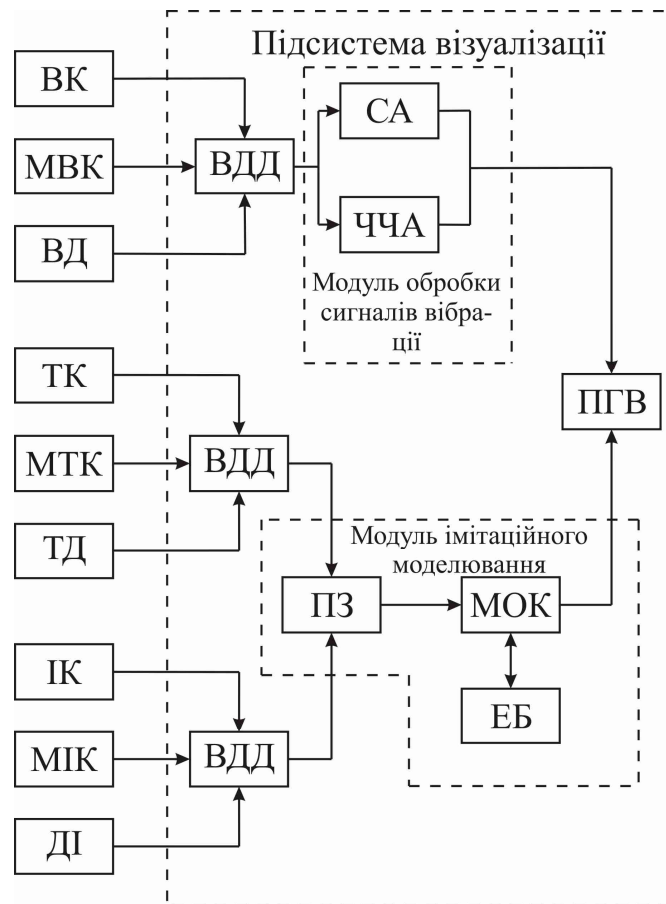 Підсистема візуалізації
ВК
МВК
ВД
ВДД
СА
ЧЧА
Модуль обробки
сигналів вібра-
ції
ТК
МТК
ТД
ВДД
ПГВ
Модуль імітаційного
моделювання
ПЗ
МОК
ЕБ
ІК
МІК
ДІ
ВДД